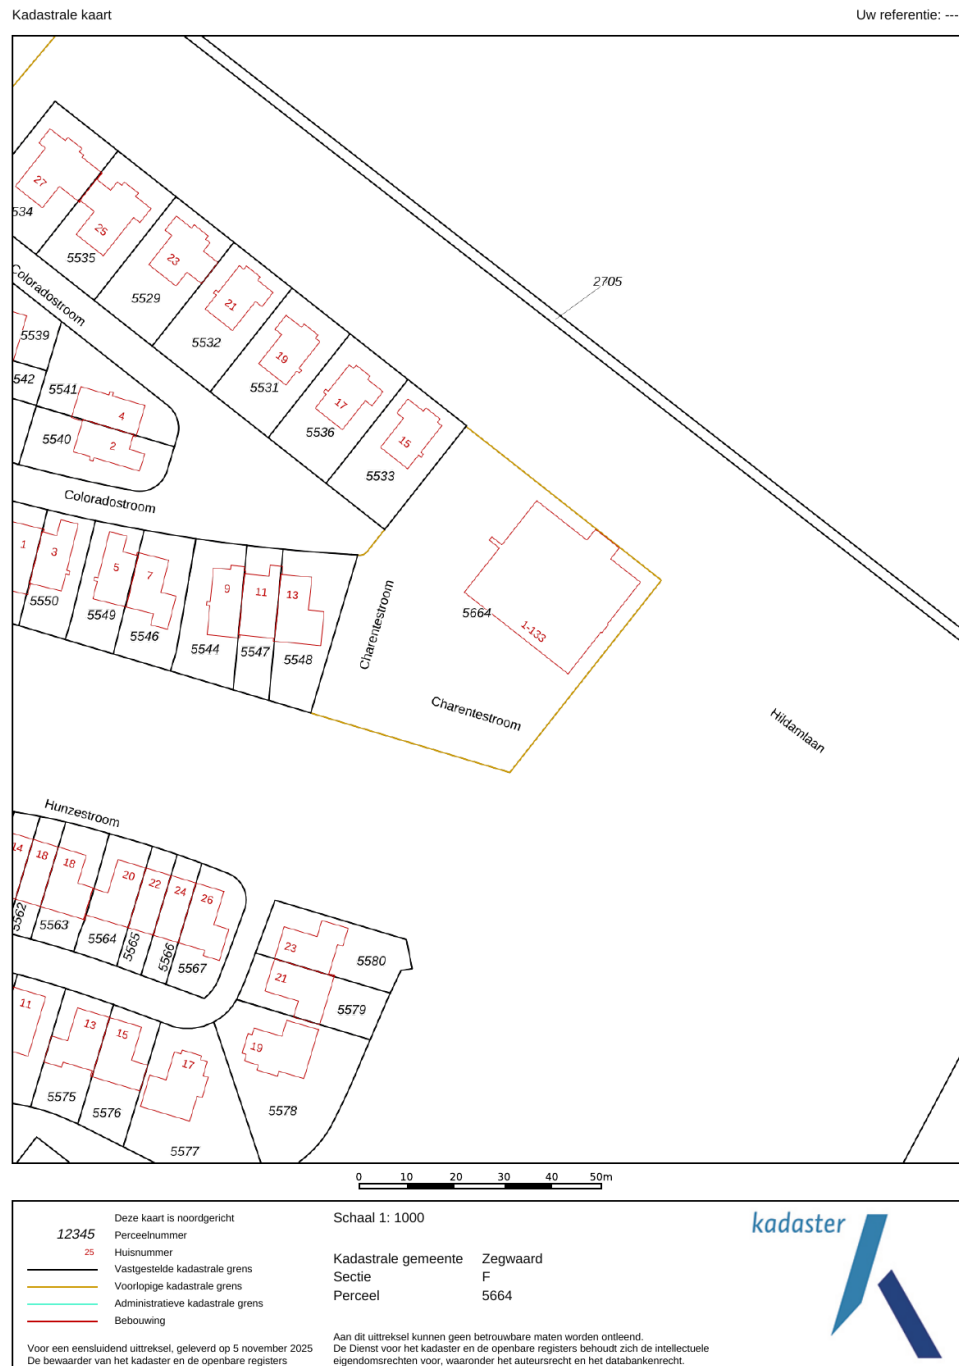 Kadastrale kaart
Uw referentie: ---
27
534
25
5535
23
5529
2705
21
5532
Coloradostroom
19
5531
5539
17
5536
542
5541
4
15
5533
5540
2
Coloradostroom
1
3
5
7
9
11
13
5550
5549
5546
5544
5547
5548
Charentestroom
5664
1-133
Charentestroom
Hildamlaan
Hunzestroom
14
18
18
20
22
24
26
5562
5563
5564
5565
5566
5567
23
5580
21
5579
11
13
15
17
19
5575
5576
5577
5578
0 10 20 30 40 50m
Deze kaart is noordgericht
12345 Perceelnummer
25 Huisnummer
Vastgestelde kadastrale grens
Voorlopige kadastrale grens
Administratieve kadastrale grens
Bebouwing
Voor een eensluidend uittreksel, geleverd op 5 november 2025
De bewaarder van het kadaster en de openbare registers
Schaal 1: 1000
Kadastrale gemeente Zegwaard
Sectie F
Perceel 5664
Aan dit uittreksel kunnen geen betrouwbare maten worden ontleend.
De Dienst voor het kadaster en de openbare registers behoudt zich de intellectuele
eigendomsrechten voor, waaronder het auteursrecht en het databankenrecht.
kadaster